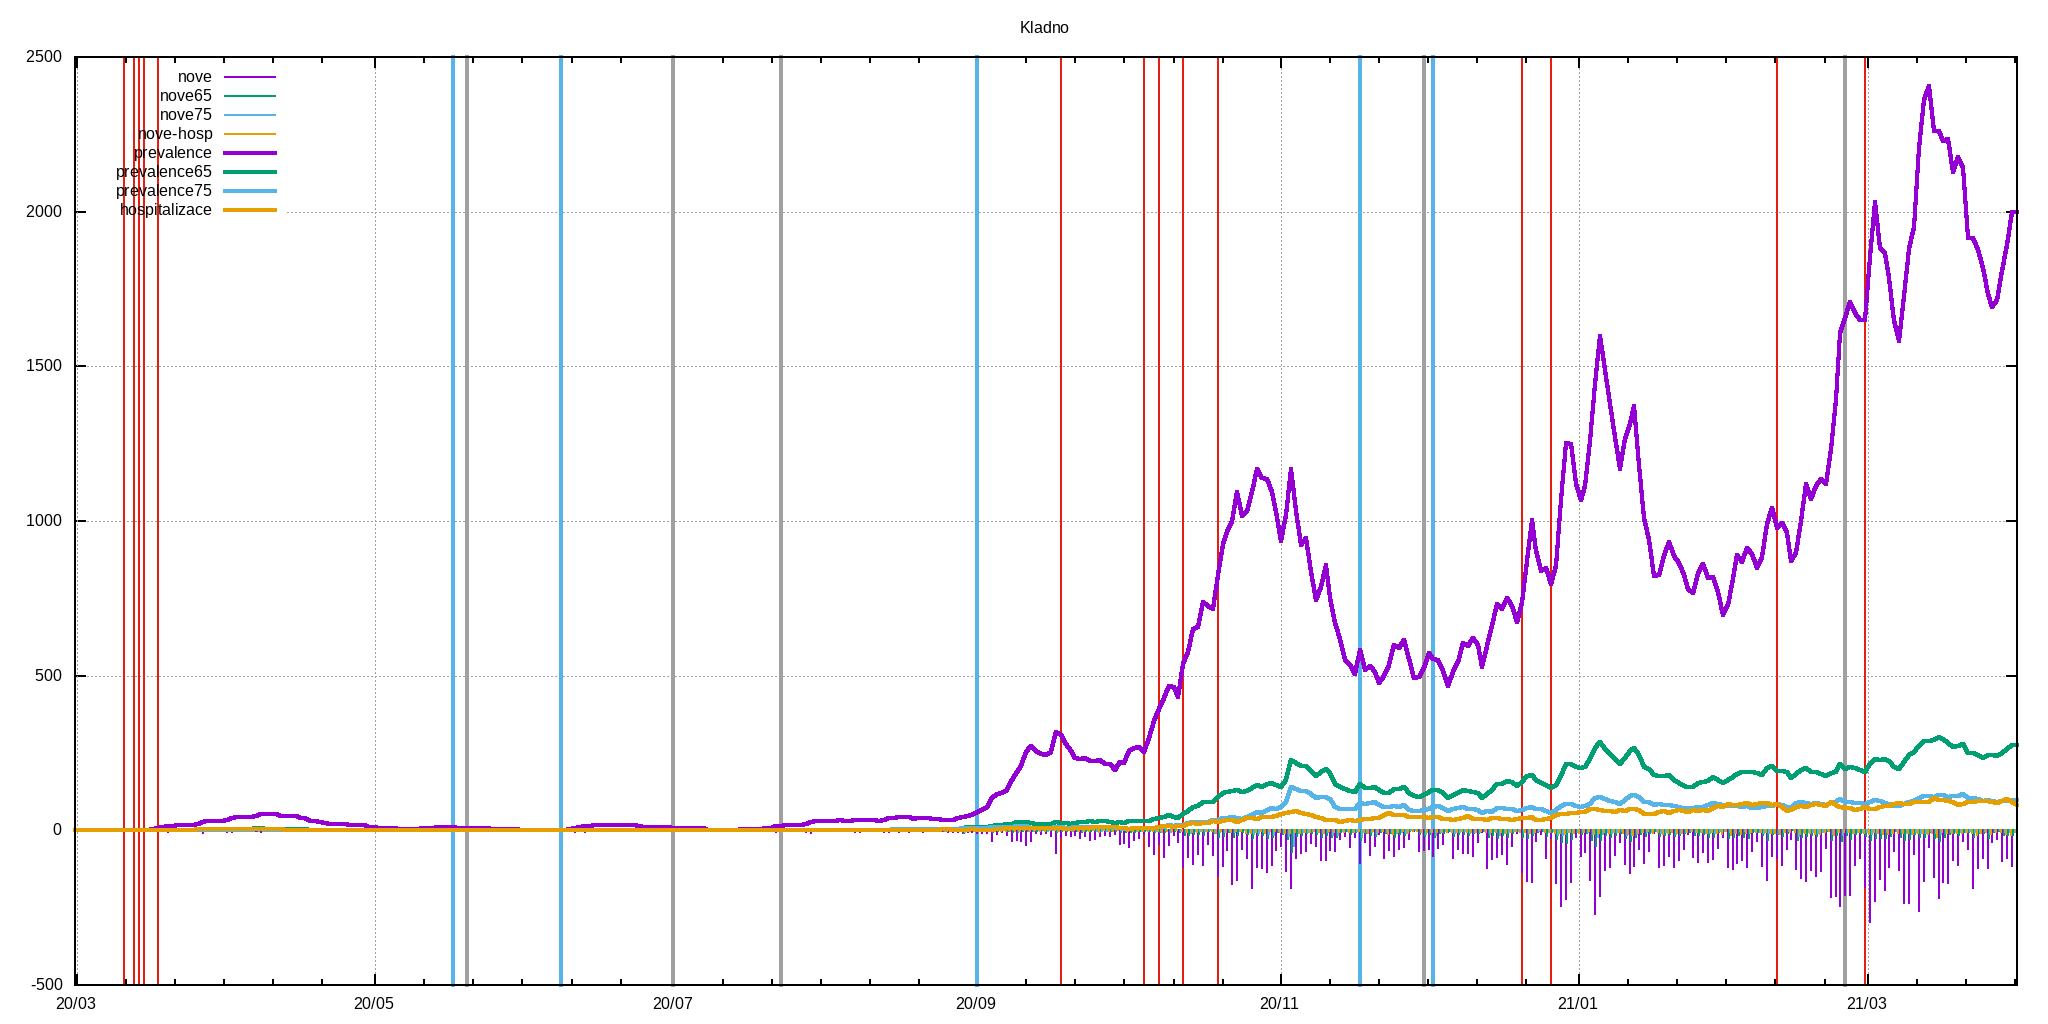 Kladno
2500
2000
1500
1000
500
0
-500
nove
nove65
nove75
nove-hosp
prevalence
prevalence65
prevalence75
hospitalizace
20/03 20/05 20/07 20/09 20/11 21/01 21/03